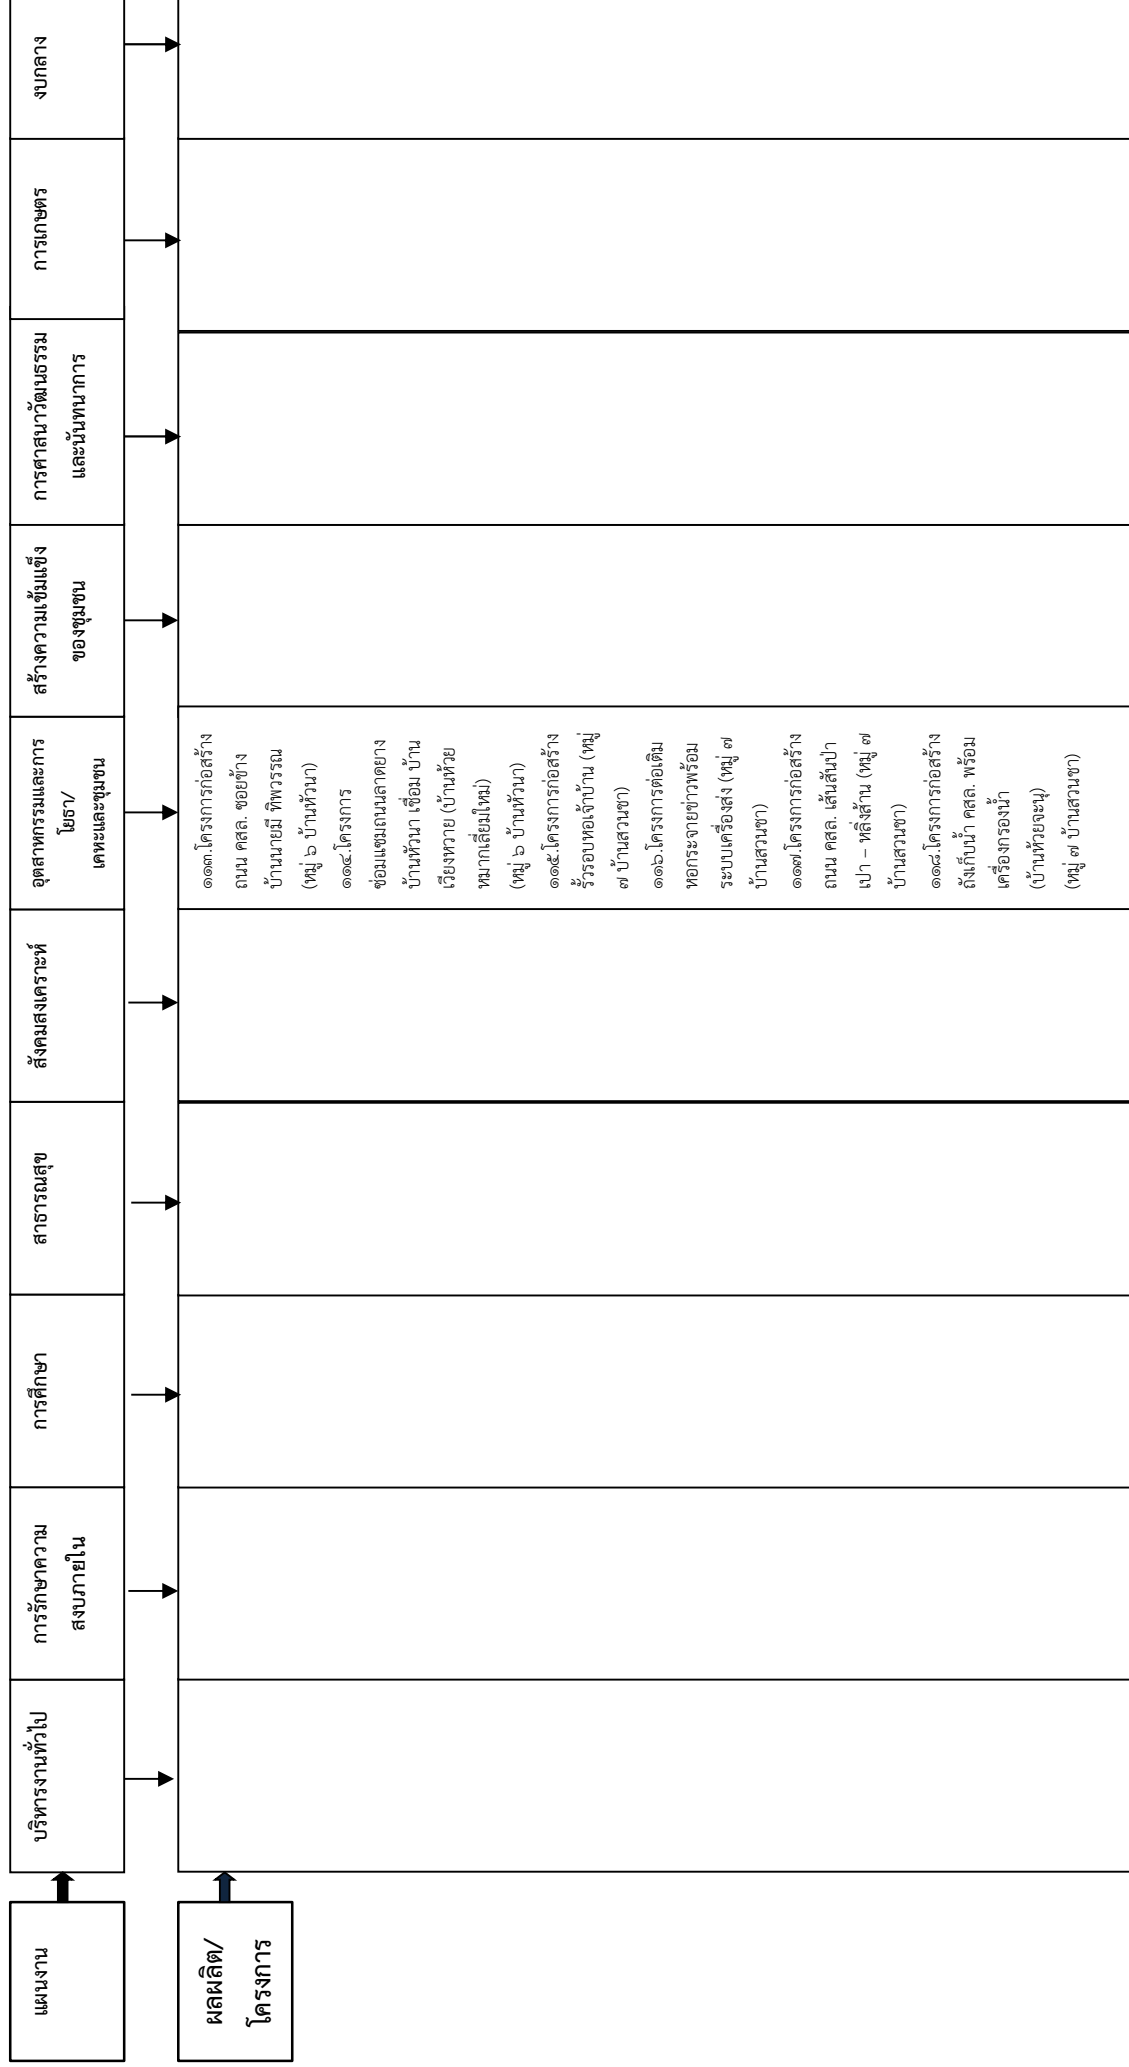 แผนงาน
บริหารงานทั่วไป
การรักษาความ
สงบภายใน
การศึกษา
สาธารณสุข
สังคมสงเคราะห์
อุตสาหกรรมและการ
โยธา/
เคหะและชุมชน
สร้างความเข้มแข็ง
ของชุมชน
การศาสนาวัฒนธรรม
และนันทนาการ
การเกษตร
งบกลาง
ผลผลิต/
โครงการ
๑๑๓.โครงการก่อสร้าง
ถนน คสล. ซอยข้าง
บ้านนายมี ทิพวรรณ
(หมู่ ๖ บ้านหัวนา)
๑๑๔.โครงการ
ซ่อมแซมถนนลาดยาง
บ้านหัวนา เชื่อม บ้าน
เวียงหวาย (บ้านห้วย
หมากเลี่ยมใหม่)
(หมู่ ๖ บ้านหัวนา)
๑๑๕.โครงการก่อสร้าง
รั้วรอบหอเจ้าบ้าน (หมู่
๗ บ้านสวนชา)
๑๑๖.โครงการต่อเติม
หอกระจายข่าวพร้อม
ระบบเครื่องส่ง (หมู่ ๗
บ้านสวนชา)
๑๑๗.โครงการก่อสร้าง
ถนน คสล. เส้นสันป่า
เปา – หลิ่งส้าน (หมู่ ๗
บ้านสวนชา)
๑๑๘.โครงการก่อสร้าง
ถังเก็บน้ำ คสล. พร้อม
เครื่องกรองน้ำ
(บ้านห้วยจะนุ)
(หมู่ ๗ บ้านสวนชา)